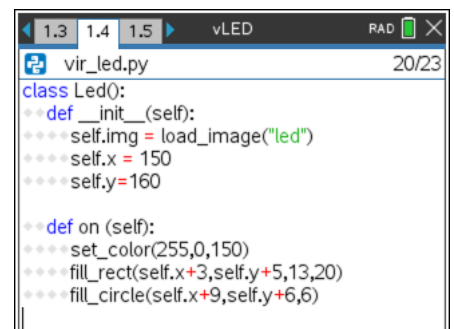 1.3 1.4 1.5 vLED RAD
vir_led.py 20/23
class Led():
def __init__(self):
self.img = load_image("led")
self.x = 150
self.y=160
def on (self):
set_color(255,0,150)
fill_rect(self.x+3,self.y+5,13,20)
fill_circle(self.x+9,self.y+6,6)